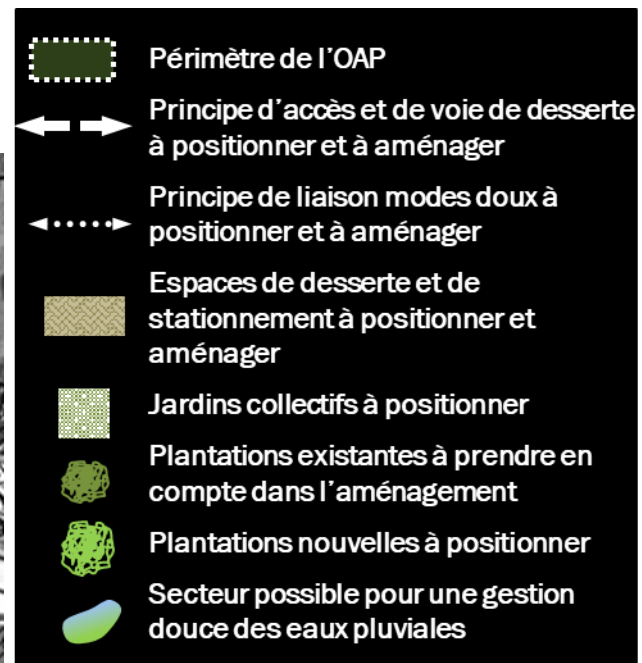 Périmètre de l'OAP
Principe d'accès et de voie de desserte
à positionner et à aménager
Principe de liaison modes doux à
positionner et à aménager
Espaces de desserte et de
stationnement à positionner et
aménager
Jardins collectifs à positionner
Plantations existantes à prendre en
compte dans l'aménagement
Plantations nouvelles à positionner
Secteur possible pour une gestion
douce des eaux pluviales